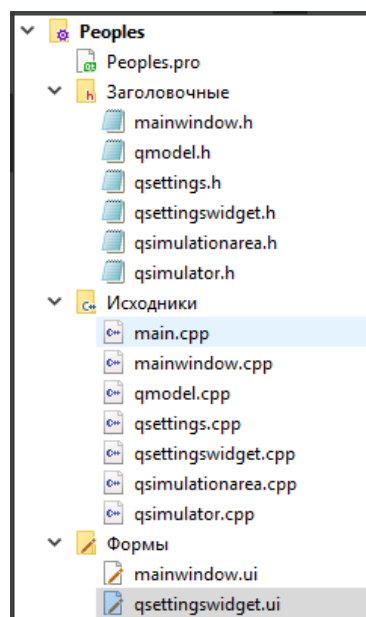 Peoples
Peoples.pro
Заголовочные
mainwindow.h
qmodel.h
qsettings.h
qsettingswidget.h
qsimulationarea.h
qsimulator.h
Исходники
main.cpp
mainwindow.cpp
qmodel.cpp
qsettings.cpp
qsettingswidget.cpp
qsimulationarea.cpp
qsimulator.cpp
Формы
mainwindow.ui
qsettingswidget.ui